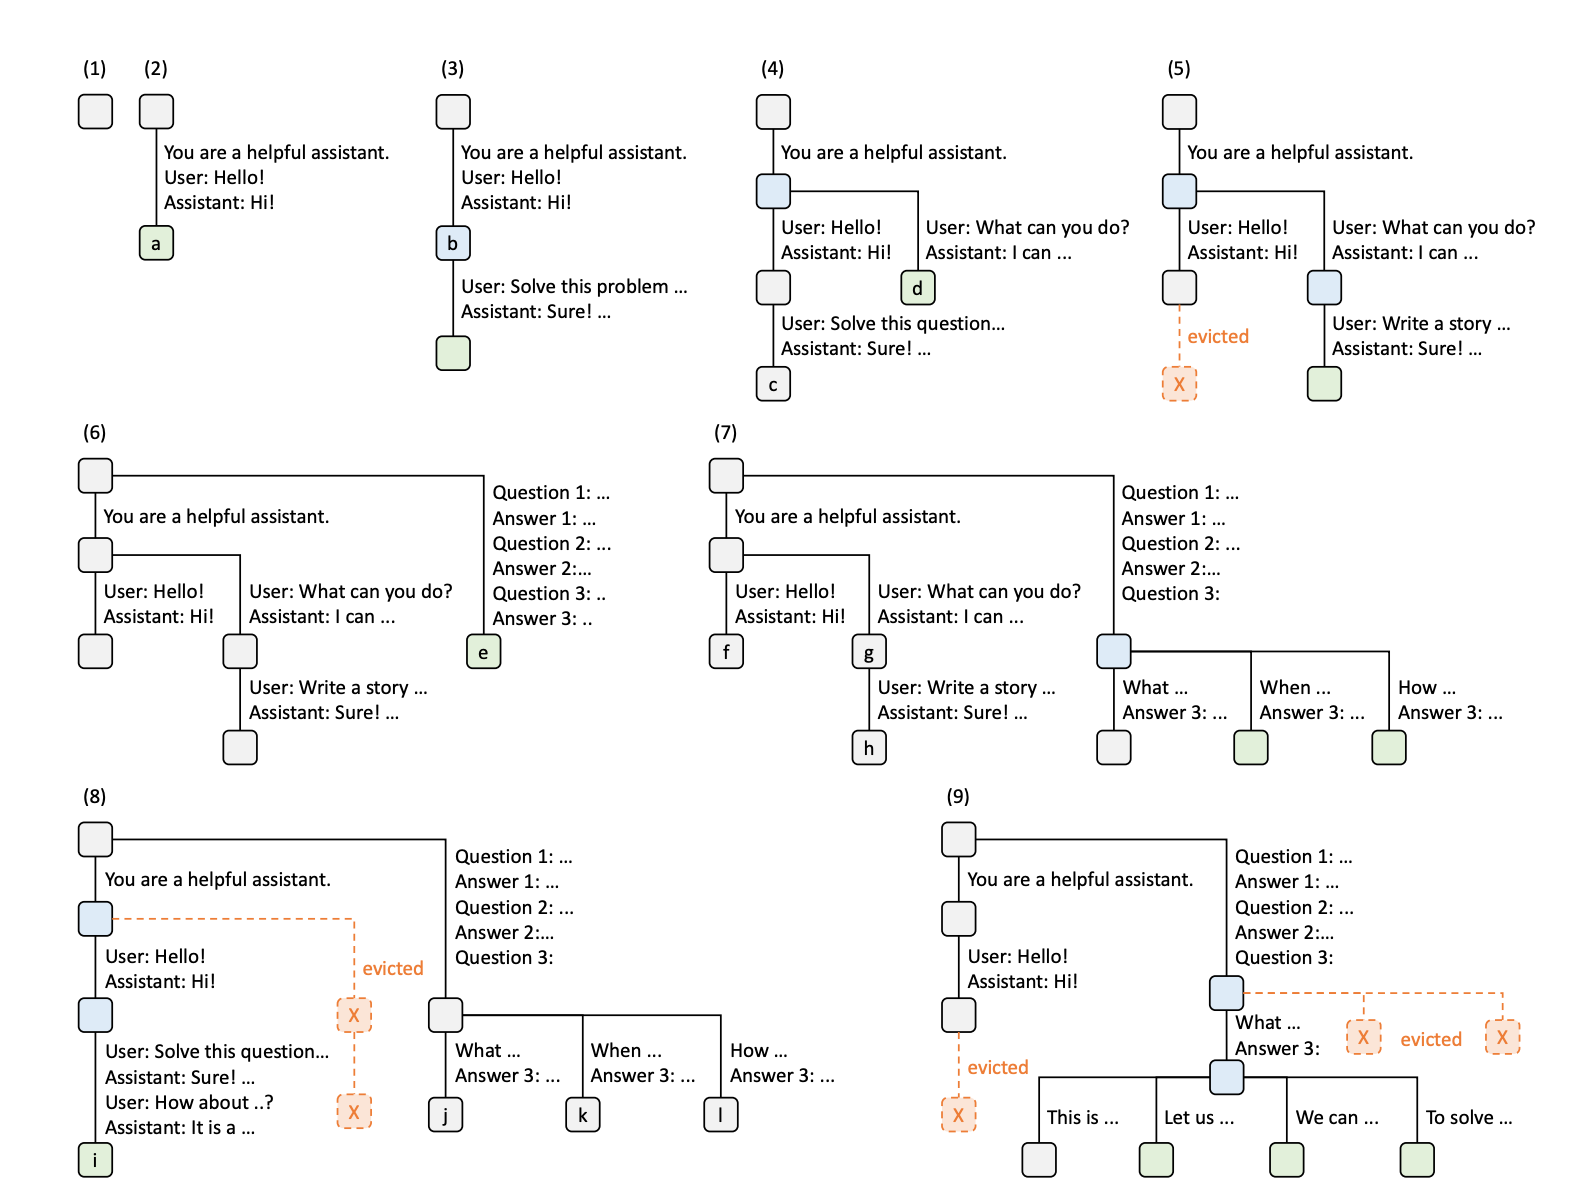 (1)
(2)
You are a helpful assistant.
User: Hello!
Assistant: Hi!
a
(3)
You are a helpful assistant.
User: Hello!
Assistant: Hi!
b
User: Solve this problem ...
Assistant: Sure! ...
(4)
You are a helpful assistant.
User: Hello!
Assistant: Hi!
User: What can you do?
Assistant: I can ...
d
User: Solve this question...
Assistant: Sure! ...
c
(5)
You are a helpful assistant.
User: Hello!
Assistant: Hi!
User: What can you do?
Assistant: I can ...
evicted
X
User: Write a story ...
Assistant: Sure! ...
(6)
You are a helpful assistant.
User: Hello!
Assistant: Hi!
User: What can you do?
Assistant: I can ...
User: Write a story ...
Assistant: Sure! ...
Question 1: ...
Answer 1: ...
Question 2: ...
Answer 2:...
Question 3: ..
Answer 3: ..
e
(7)
You are a helpful assistant.
User: Hello!
Assistant: Hi!
f
User: What can you do?
Assistant: I can ...
g
User: Write a story ...
Assistant: Sure! ...
h
Question 1: ...
Answer 1: ...
Question 2: ...
Answer 2:...
Question 3:
What ...
Answer 3: ...
When ...
Answer 3: ...
How ...
Answer 3: ...
(8)
You are a helpful assistant.
User: Hello!
Assistant: Hi!
evicted
X
X
User: Solve this question...
Assistant: Sure! ...
User: How about ..?
Assistant: It is a ...
i
Question 1: ...
Answer 1: ...
Question 2: ...
Answer 2:...
Question 3:
What ...
Answer 3: ...
j
When ...
Answer 3: ...
k
How ...
Answer 3: ...
l
(9)
You are a helpful assistant.
User: Hello!
Assistant: Hi!
evicted
X
Question 1: ...
Answer 1: ...
Question 2: ...
Answer 2:...
Question 3:
What ...
Answer 3:
X
evicted
X
This is ...
Let us ...
We can ...
To solve ...